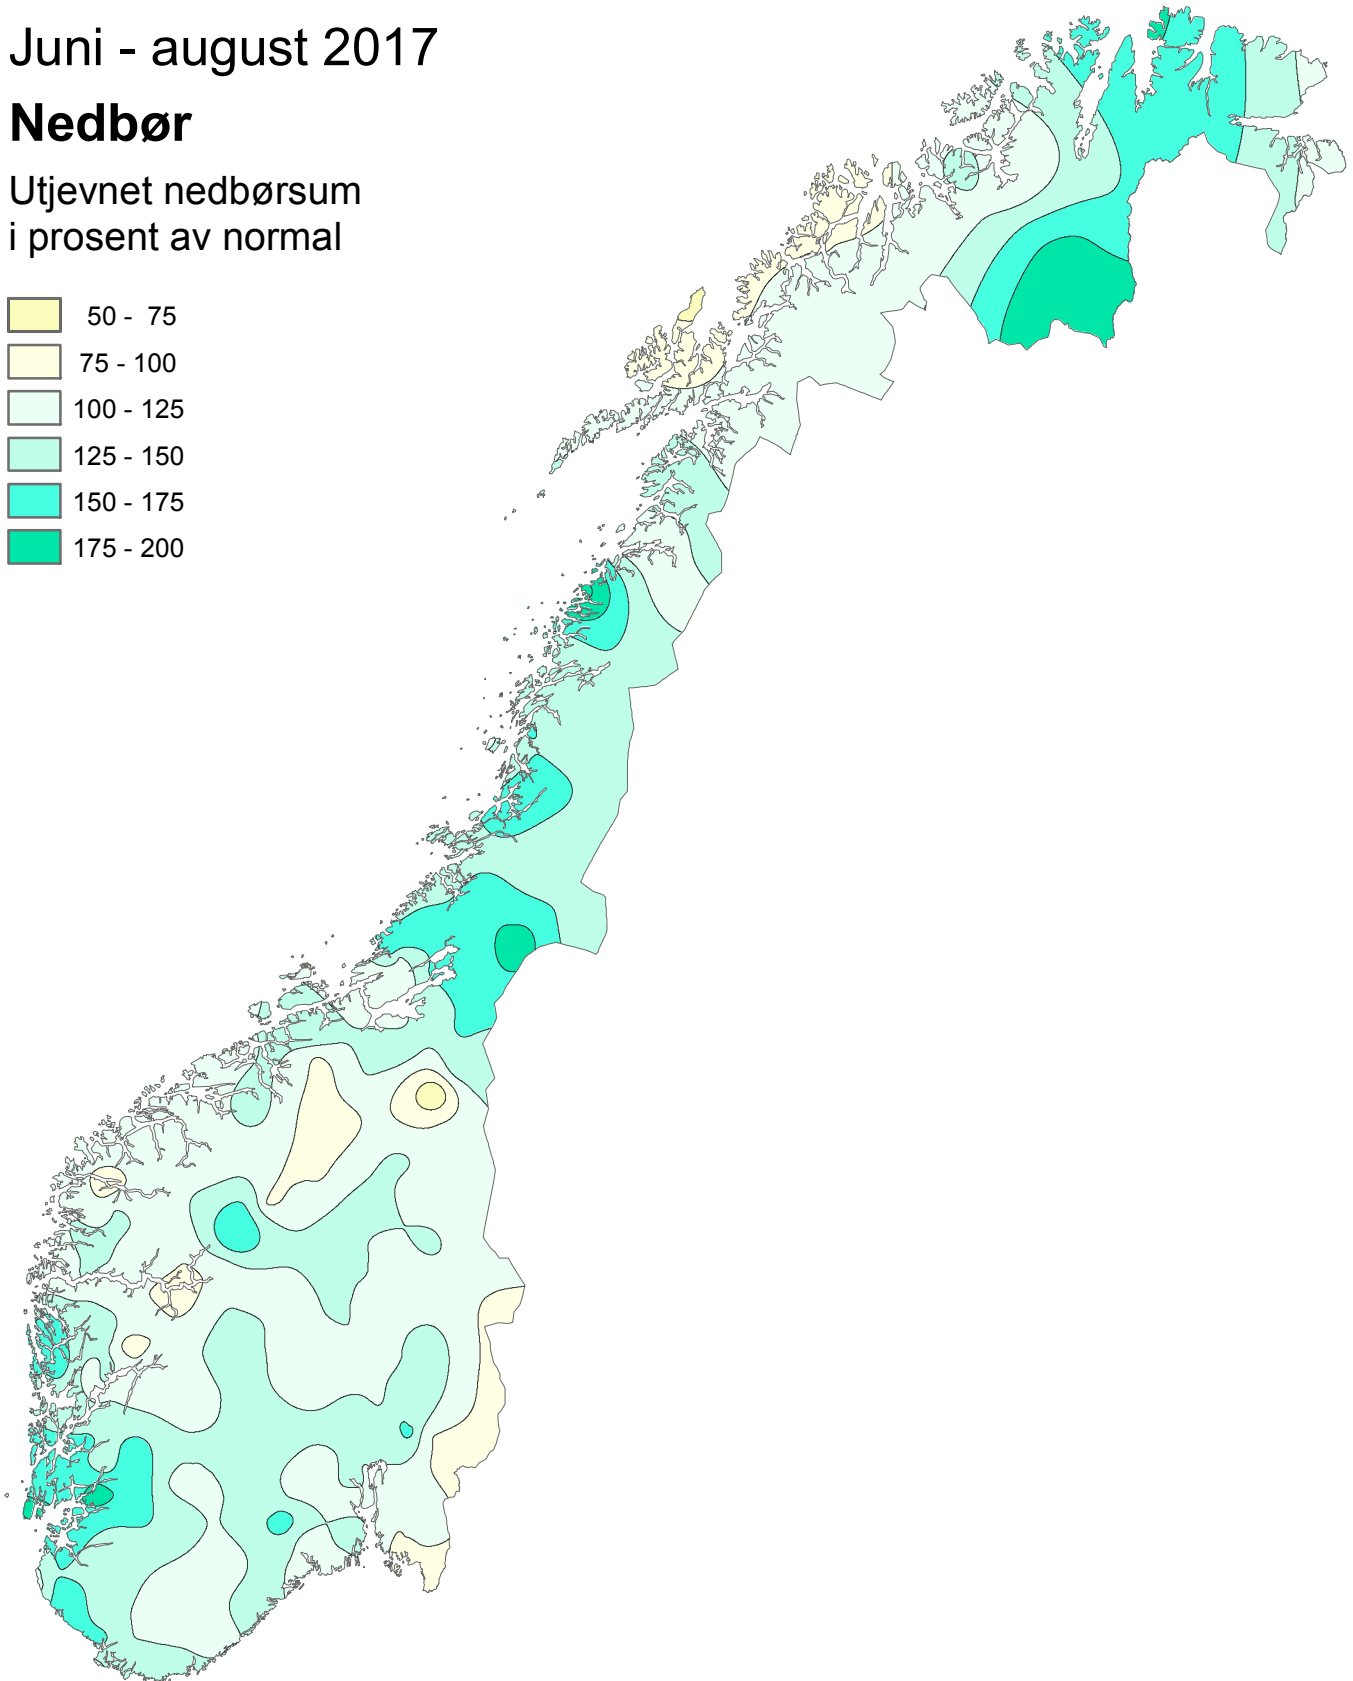 Juni - august 2017
Nedbør
Utjevnet nedbørsum
i prosent av normal
50 - 75
75 - 100
100 - 125
125 - 150
150 - 175
175 - 200